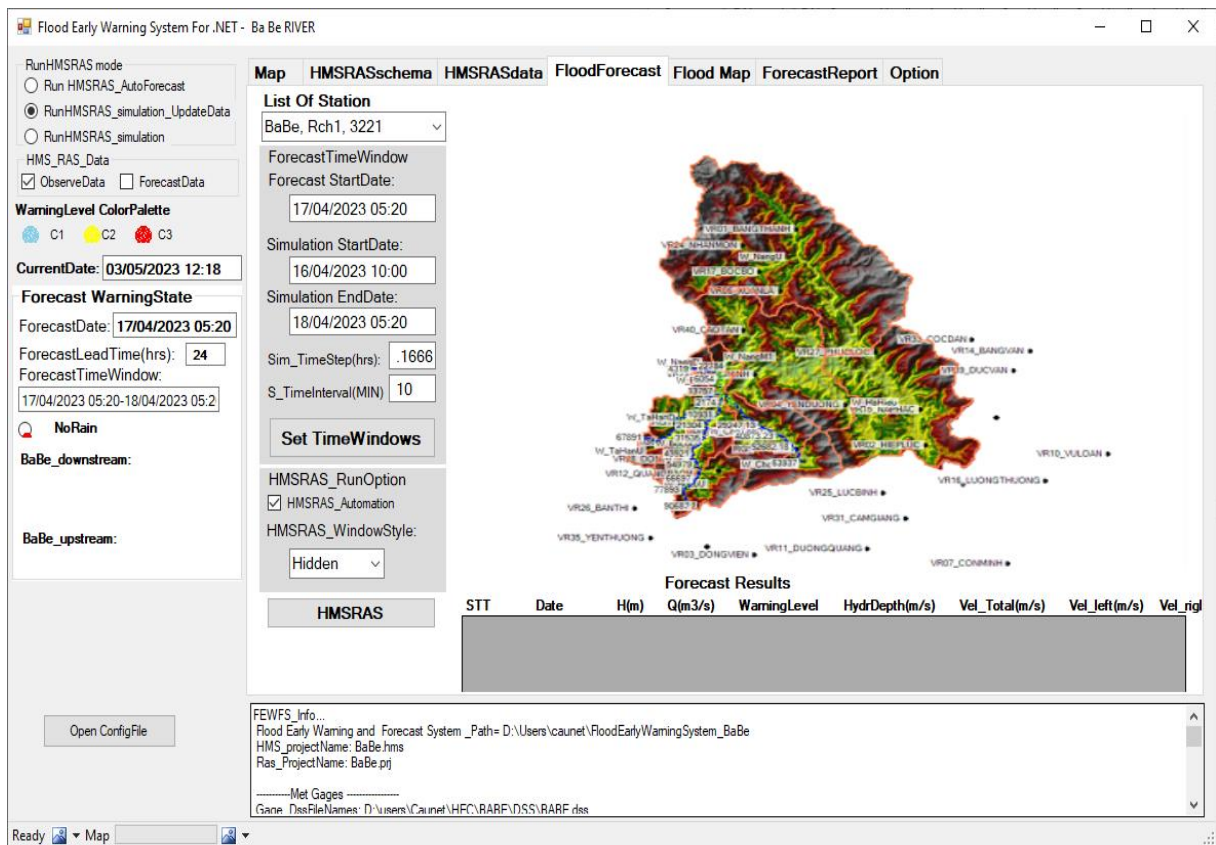 Flood Early Warning System For .NET - Ba Be RIVER
RunHMSRAS mode
Run HMSRAS_AutoForecast
RunHMSRAS_simulation_UpdateData
RunHMSRAS_simulation
HMS_RAS_Data
ObserveData ForecastData
WarningLevel ColorPalette
C1 C2 C3
CurrentDate: 03/05/2023 12:18
Forecast WarningState
ForecastDate: 17/04/2023 05:20
ForecastLeadTime(hrs): 24
ForecastTimeWindow:
17/04/2023 05:20-18/04/2023 05:2
NoRain
BaBe_downstream:
BaBe_upstream:
Open ConfigFile
Map HMSRASschema HMSRASdata FloodForecast Flood Map ForecastReport Option
List Of Station
BaBe, Rch1, 3221
ForecastTimeWindow
Forecast StartDate:
17/04/2023 05:20
Simulation StartDate:
16/04/2023 10:00
Simulation EndDate:
18/04/2023 05:20
Sim_TimeStep(hrs): .1666
S_TimeInterval(MIN) 10
Set TimeWindows
HMSRAS_RunOption
HMSRAS_Automation
HMSRAS_WindowStyle:
Hidden
HMSRAS
VR01_BANGTHANH
VR24_NHANMON
W_NangU
VR17_BOCBO
VR40_CAOTAN
VR33_COCDAN
VR14_BANGVAN
VR27_PHUCLOC
W_NangM1
VR04_YENDUONG
VR02_HIEPLUC
VR10_VULOAN
VR16_LUONGTHUONG
VR25_LUCBINH
VR26_BANTHI
VR31_CAMGIANG
VR35_YENTHUONG
VR03_DONGVIEN
VR11_DUONGQUANG
VR07_CONMINH
Forecast Results
STT Date H(m) Q(m3/s) WarningLevel HydrDepth(m/s) Vel_Total(m/s) Vel_left(m/s)
FEWFS_Info...
Flood Early Warning and Forecast System _Path= D:\Users\caunet\FloodEarlyWarningSystem_BaBe
HMS_projectName: BaBe.hms
Ras_ProjectName: BaBe.prj
----------Met Gages ----------------
Gage_DssFileNames: D:\users\Caunet\HEC\BABE\DSS\BABE.dss
Ready Map